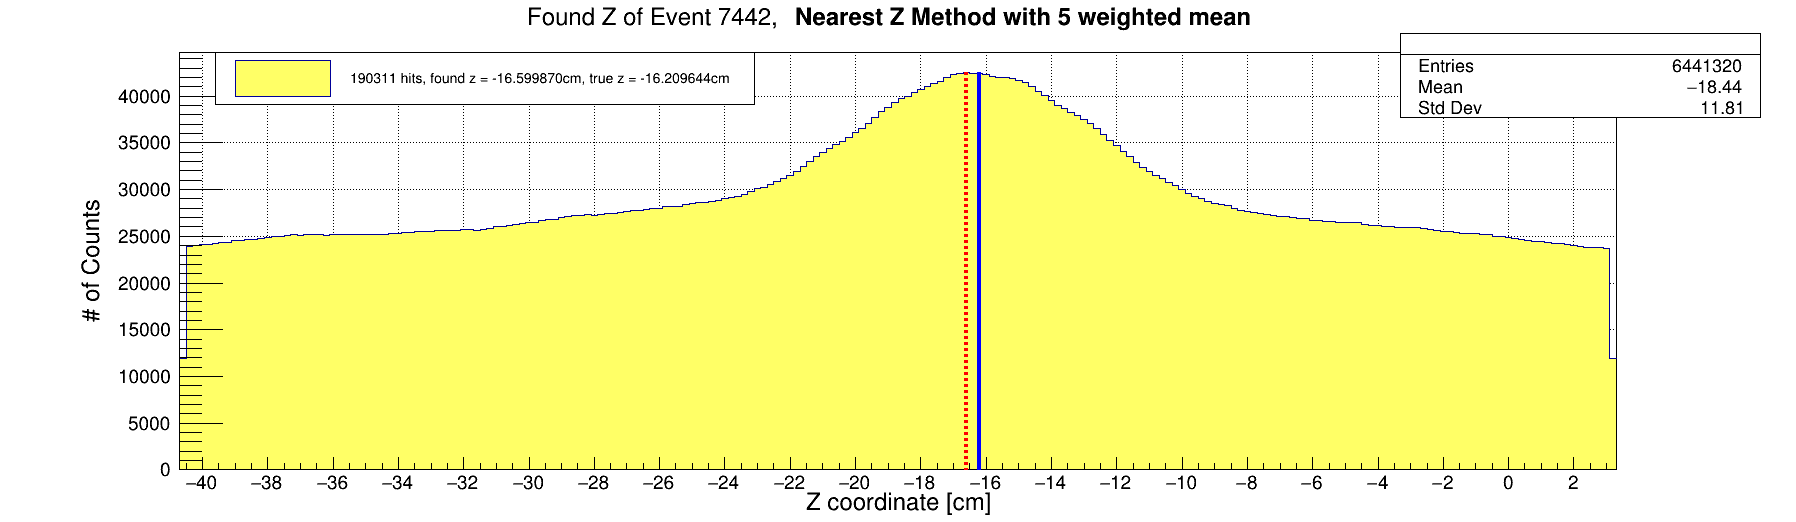 Found Z of Event 7442, Nearest Z Method with 5 weighted mean
190311 hits, found z = -16.599870cm, true z = -16.209644cm
Entries 6441320
Mean −18.44
Std Dev 11.81
# of Counts
40000
35000
30000
25000
20000
15000
10000
5000
0
−40 −38 −36 −34 −32 −30 −28 −26 −24 −22 −20 −18 −16 −14 −12 −10 −8 −6 −4 −2 0 2
Z coordinate [cm]